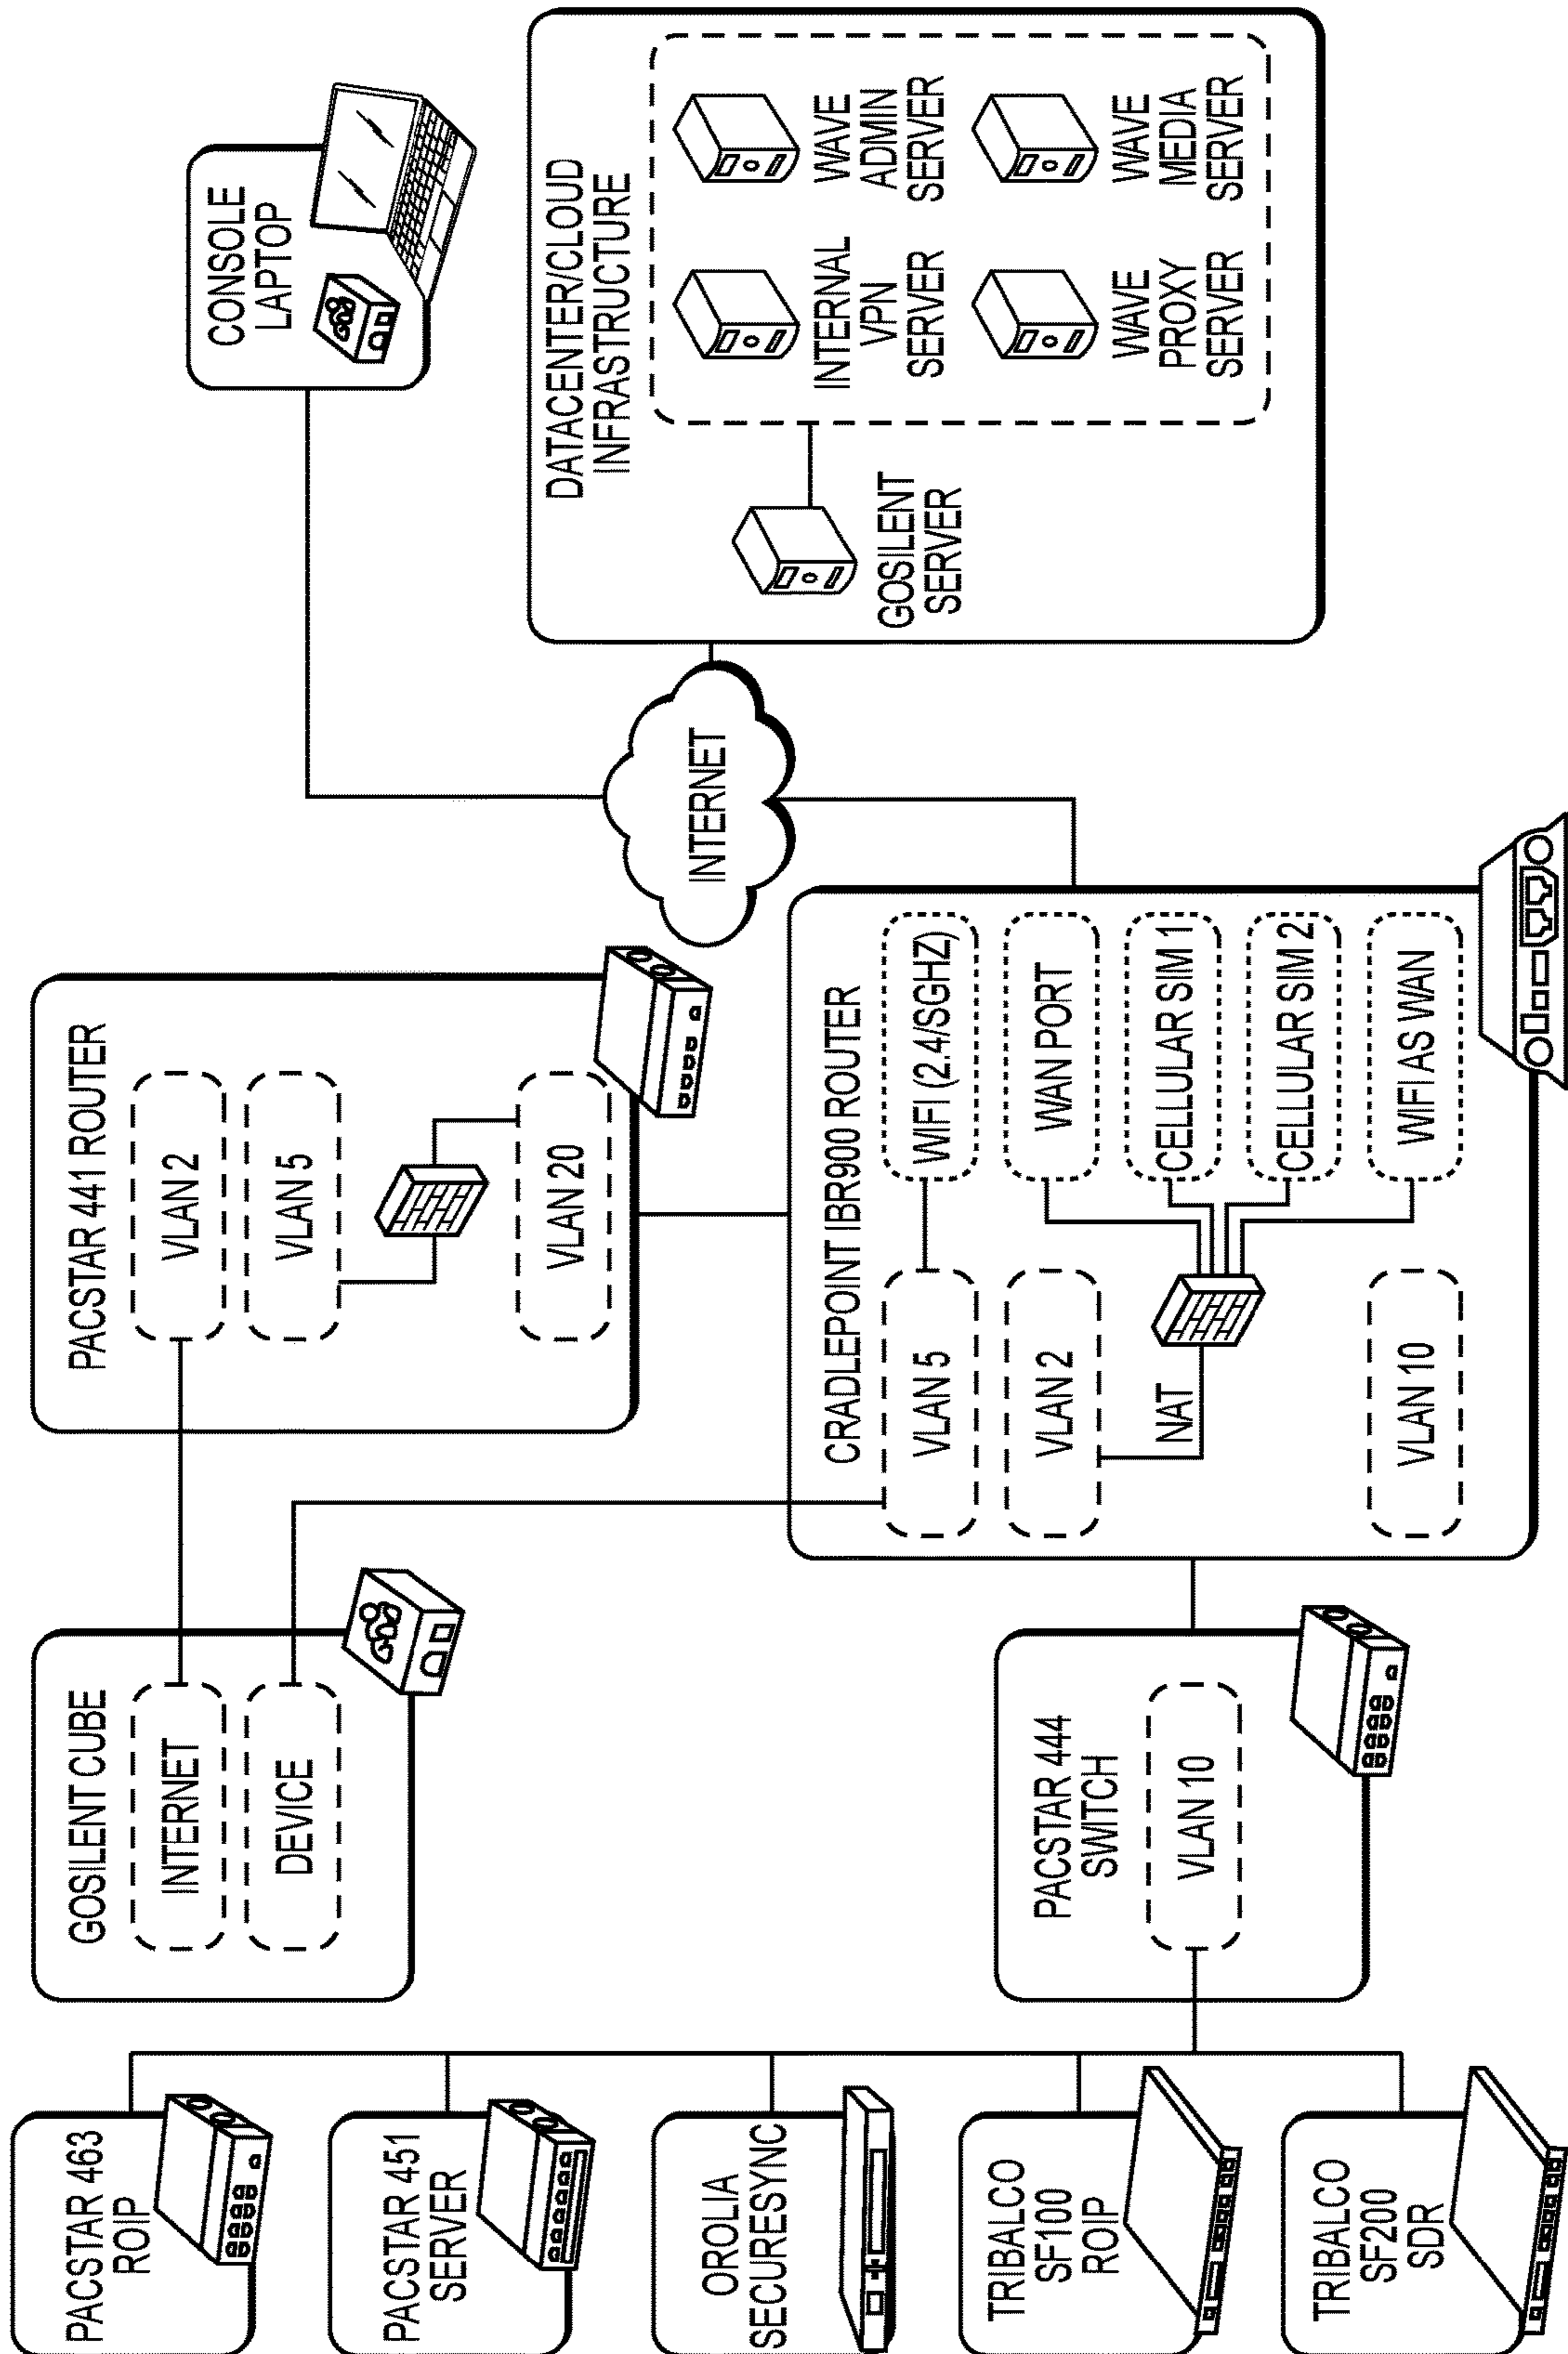 PACSTAR 463
ROIP
PACSTAR 451
SERVER
OROLIA
SECURESYNC
TRIBALCO
SF100
ROIP
TRIBALCO
SF200
SDR
GOSILENT CUBE
INTERNET
DEVICE
PACSTAR 444
SWITCH
VLAN 10
PACSTAR 441 ROUTER
VLAN 2
VLAN 5
VLAN 20
CRADLEPOINT IBR900 ROUTER
VLAN 5
WIFI (2.4/SGHZ)
VLAN 2
WAN PORT
NAT
CELLULAR SIM 1
CELLULAR SIM 2
VLAN 10
WIFI AS WAN
INTERNET
CONSOLE
LAPTOP
DATACENTER/CLOUD
INFRASTRUCTURE
GOSILENT
SERVER
INTERNAL
VPN
SERVER
WAVE
ADMIN
SERVER
WAVE
PROXY
SERVER
WAVE
MEDIA
SERVER